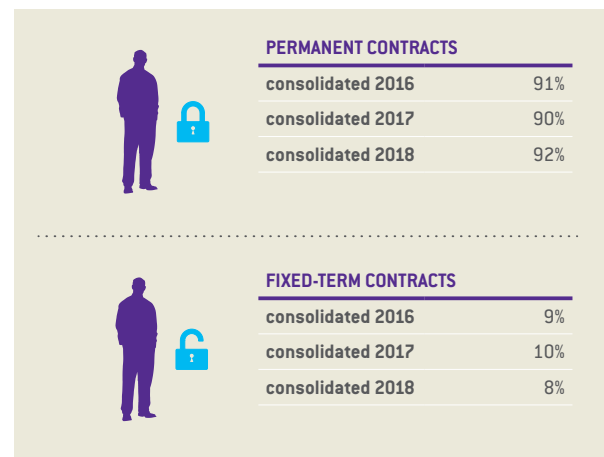 PERMANENT CONTRACTS
consolidated 2016 91%
consolidated 2017 90%
consolidated 2018 92%
FIXED-TERM CONTRACTS
consolidated 2016 9%
consolidated 2017 10%
consolidated 2018 8%